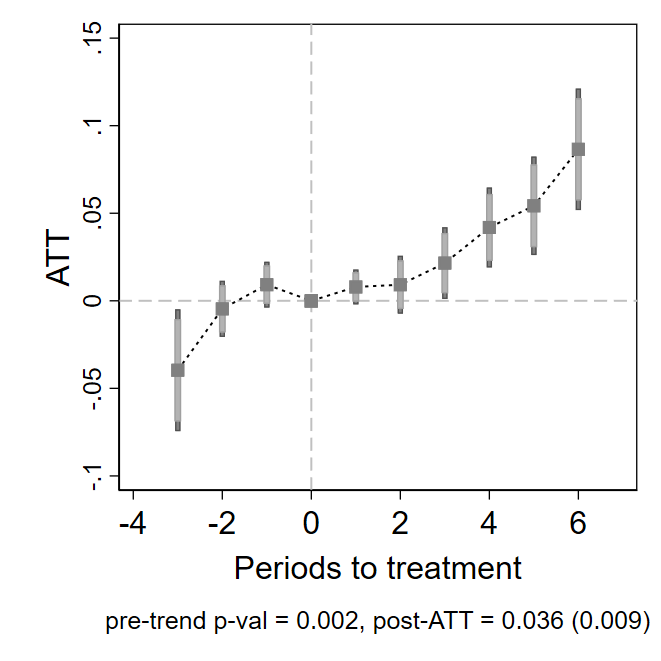 .15
.1
.05
0
-.05
-.1
ATT
-4 -2 0 2 4 6
Periods to treatment
pre-trend p-val = 0.002, post-ATT = 0.036 (0.009)